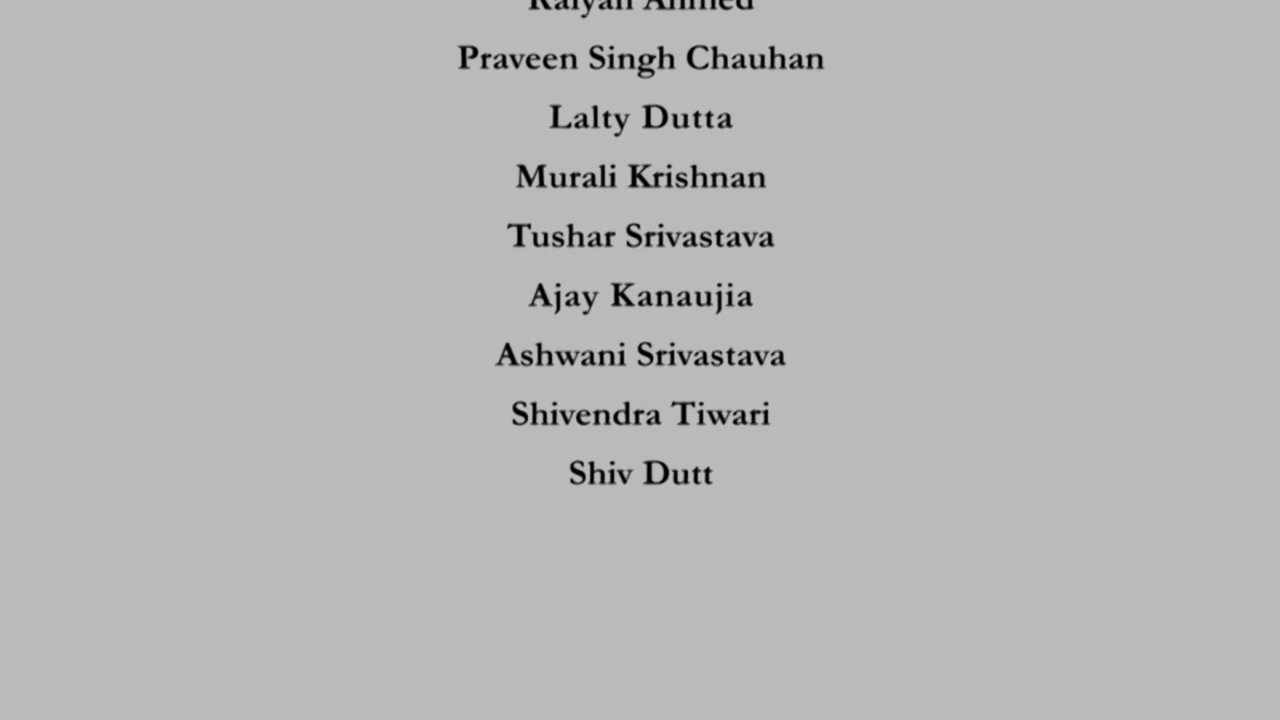 Praveen Singh Chauhan
Lalty Dutta
Murali Krishnan
Tushar Srivastava
Ajay Kanaujia
Ashwani Srivastava
Shivendra Tiwari
Shiv Dutt